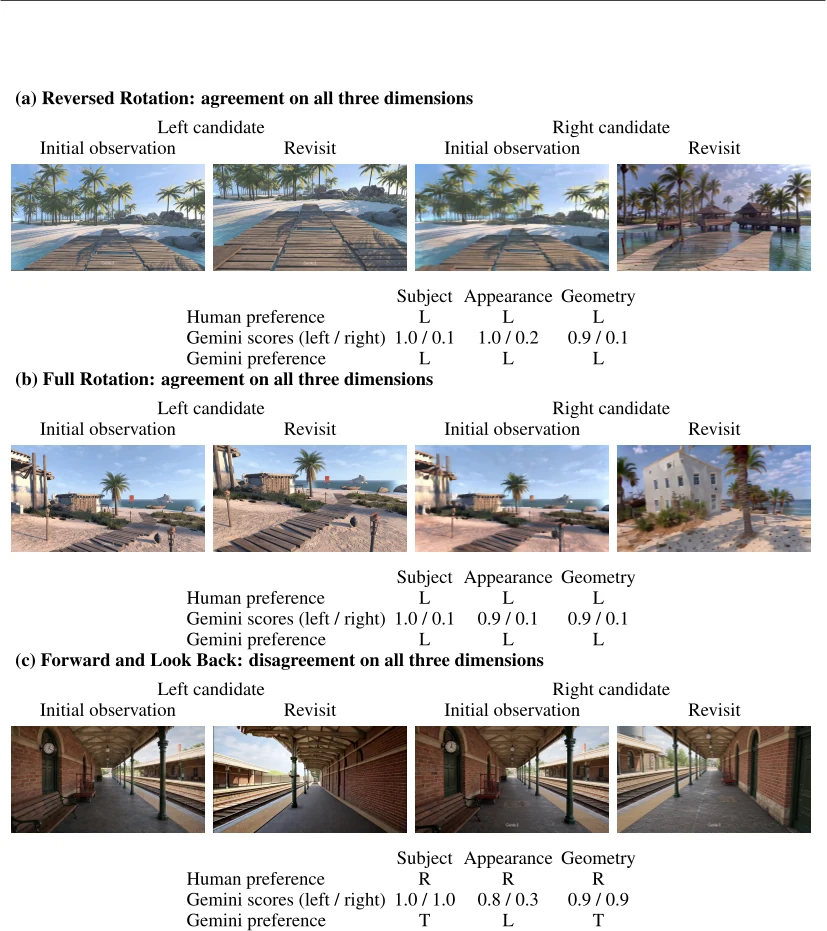 (a) Reversed Rotation: agreement on all three dimensions
Left candidate Right candidate
Initial observation Revisit Initial observation Revisit
Subject Appearance Geometry
Human preference L L L
Gemini scores (left / right) 1.0 / 0.1 1.0 / 0.2 0.9 / 0.1
Gemini preference L L L
(b) Full Rotation: agreement on all three dimensions
Left candidate Right candidate
Initial observation Revisit Initial observation Revisit
Subject Appearance Geometry
Human preference L L L
Gemini scores (left / right) 1.0 / 0.1 0.9 / 0.1 0.9 / 0.1
Gemini preference L L L
(c) Forward and Look Back: disagreement on all three dimensions
Left candidate Right candidate
Initial observation Revisit Initial observation Revisit
Subject Appearance Geometry
Human preference R R R
Gemini scores (left / right) 1.0 / 1.0 0.8 / 0.3 0.9 / 0.9
Gemini preference T L T